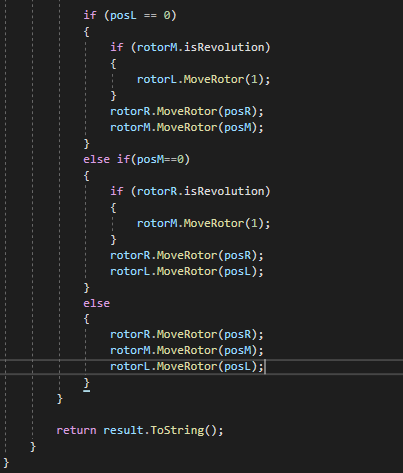 if (posL == 0)
{
if (rotorM.isRevolution)
{
rotorL.MoveRotor(1);
}
rotorR.MoveRotor(posR);
rotorM.MoveRotor(posM);
}
else if(posM==0)
{
if (rotorR.isRevolution)
{
rotorM.MoveRotor(1);
}
rotorR.MoveRotor(posR);
rotorL.MoveRotor(posL);
}
else
{
rotorR.MoveRotor(posR);
rotorM.MoveRotor(posM);
rotorL.MoveRotor(posL);
}
}
return result.ToString();
}
}